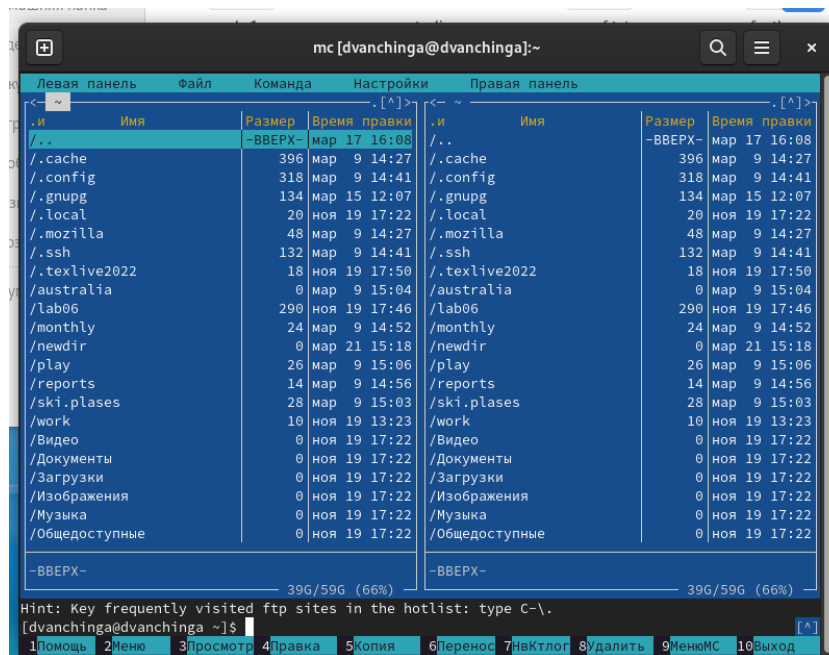 mc [dvanchinga@dvanchinga]:~
Левая панель Файл Команда Настройки Правая панель
<— ~ .[^]> <— ~ .[^]>
.и Имя Размер Время правки .и Имя Размер Время правки
/.. -ВВЕРХ- мар 17 16:08 /.. -ВВЕРХ- мар 17 16:08
/.cache 396 мар 9 14:27 /.cache 396 мар 9 14:27
/.config 318 мар 9 14:41 /.config 318 мар 9 14:41
/.gnupg 134 мар 15 12:07 /.gnupg 134 мар 15 12:07
/.local 20 ноя 19 17:22 /.local 20 ноя 19 17:22
/.mozilla 48 мар 9 14:27 /.mozilla 48 мар 9 14:27
/.ssh 132 мар 9 14:41 /.ssh 132 мар 9 14:41
/.texlive2022 18 ноя 19 17:50 /.texlive2022 18 ноя 19 17:50
/australia 0 мар 9 15:04 /australia 0 мар 9 15:04
/lab06 290 ноя 19 17:46 /lab06 290 ноя 19 17:46
/monthly 24 мар 9 14:52 /monthly 24 мар 9 14:52
/newdir 0 мар 21 15:18 /newdir 0 мар 21 15:18
/play 26 мар 9 15:06 /play 26 мар 9 15:06
/reports 14 мар 9 14:56 /reports 14 мар 9 14:56
/ski.plases 28 мар 9 15:03 /ski.plases 28 мар 9 15:03
/work 10 ноя 19 13:23 /work 10 ноя 19 13:23
/Видео 0 ноя 19 17:22 /Видео 0 ноя 19 17:22
/Документы 0 ноя 19 17:22 /Документы 0 ноя 19 17:22
/Загрузки 0 ноя 19 17:22 /Загрузки 0 ноя 19 17:22
/Изображения 0 ноя 19 17:22 /Изображения 0 ноя 19 17:22
/Музыка 0 ноя 19 17:22 /Музыка 0 ноя 19 17:22
/Общедоступные 0 ноя 19 17:22 /Общедоступные 0 ноя 19 17:22
-ВВЕРХ- -ВВЕРХ-
39G/59G (66%) 39G/59G (66%)
Hint: Key frequently visited ftp sites in the hotlist: type C-\.
[dvanchinga@dvanchinga ~]$ [^]
1Помощь 2Меню 3Просмотр 4Правка 5Копия 6Перенос 7НвКтлог 8Удалить 9МенюМС 10Выход